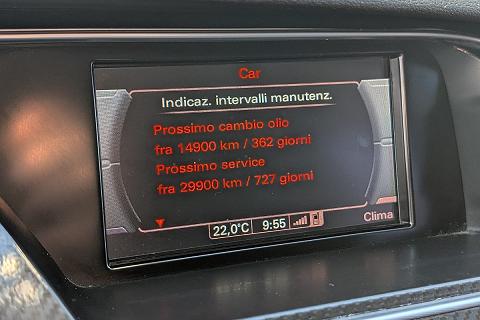 Car
Indicaz. intervalli manutenz.
Prossimo cambio olio
fra 14900 km / 362 giorni
Prossimo service
fra 29900 km / 727 giorni
22,0°C 9:55
Clima